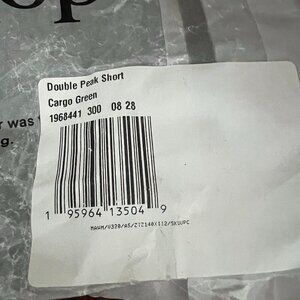 op
Double Peak Short
Cargo Green
1968441 300 08 28
r was
g.
1 95964 13504 9